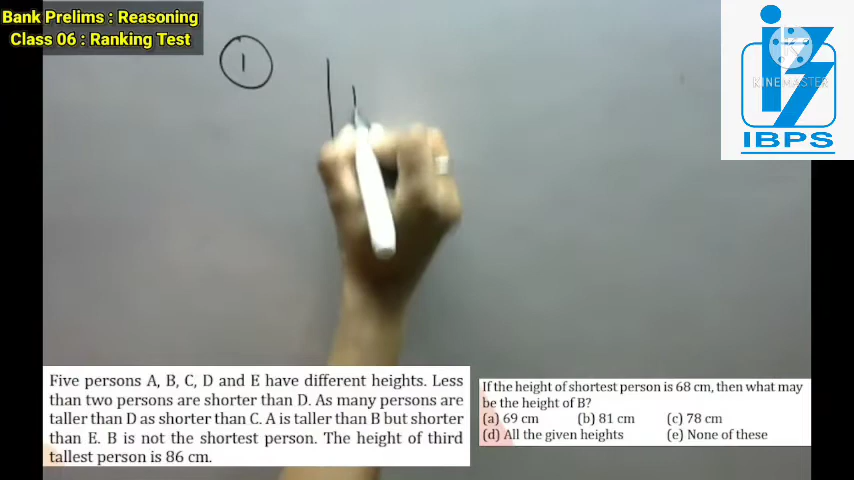 Bank Prelims : Reasoning
Class 06 : Ranking Test
1
KINEMASTER
IBPS
Five persons A, B, C, D and E have different heights. Less
than two persons are shorter than D. As many persons are
taller than D as shorter than C. A is taller than B but shorter
than E. B is not the shortest person. The height of third
tallest person is 86 cm.
If the height of shortest person is 68 cm, then what may
be the height of B?
(a) 69 cm (b) 81 cm (c) 78 cm
(d) All the given heights (e) None of these